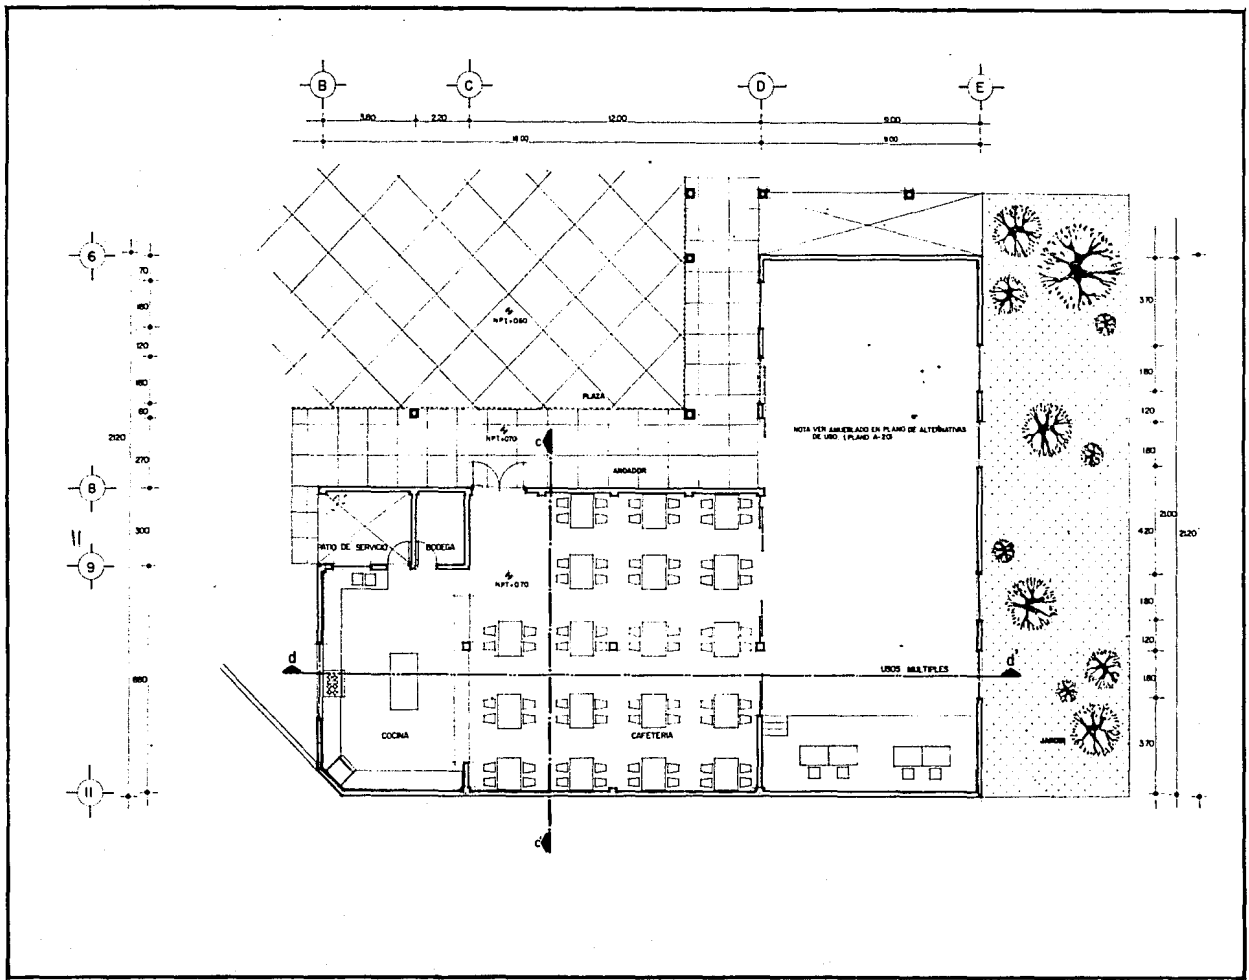 B C D E
3.80 2.20 12.00 9.00
18.00 9.00
6
70
180
120
180
60
2120
270
8
300
11
9
880
11
370
180
120
180
2100
2120
420
180
120
180
370
NPT+0.60
PLAZA
NPT+0.70
C
ANDADOR
NOTA VER AMUEBLADO EN PLANO DE ALTERNATIVAS
DE USO. (PLANO A-20)
PATIO DE SERVICIO
BODEGA
NPT+0.70
d
USOS MULTIPLES
d'
COCINA
CAFETERIA
JARDIN
C'